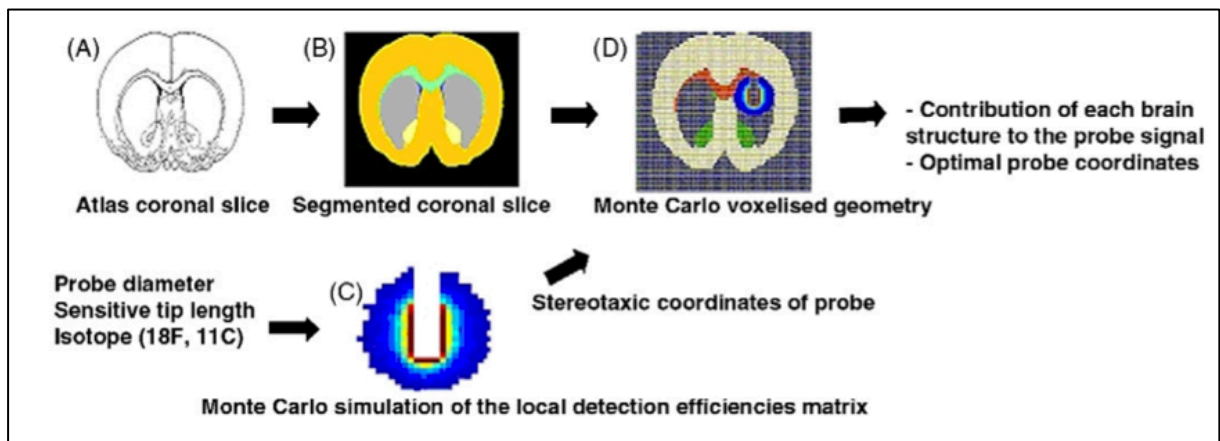 (A)
(B)
(D)
- Contribution of each brain
structure to the probe signal
- Optimal probe coordinates
Atlas coronal slice
Segmented coronal slice
Monte Carlo voxelised geometry
Probe diameter
Sensitive tip length
Isotope (18F, 11C)
(C)
Stereotaxic coordinates of probe
Monte Carlo simulation of the local detection efficiencies matrix